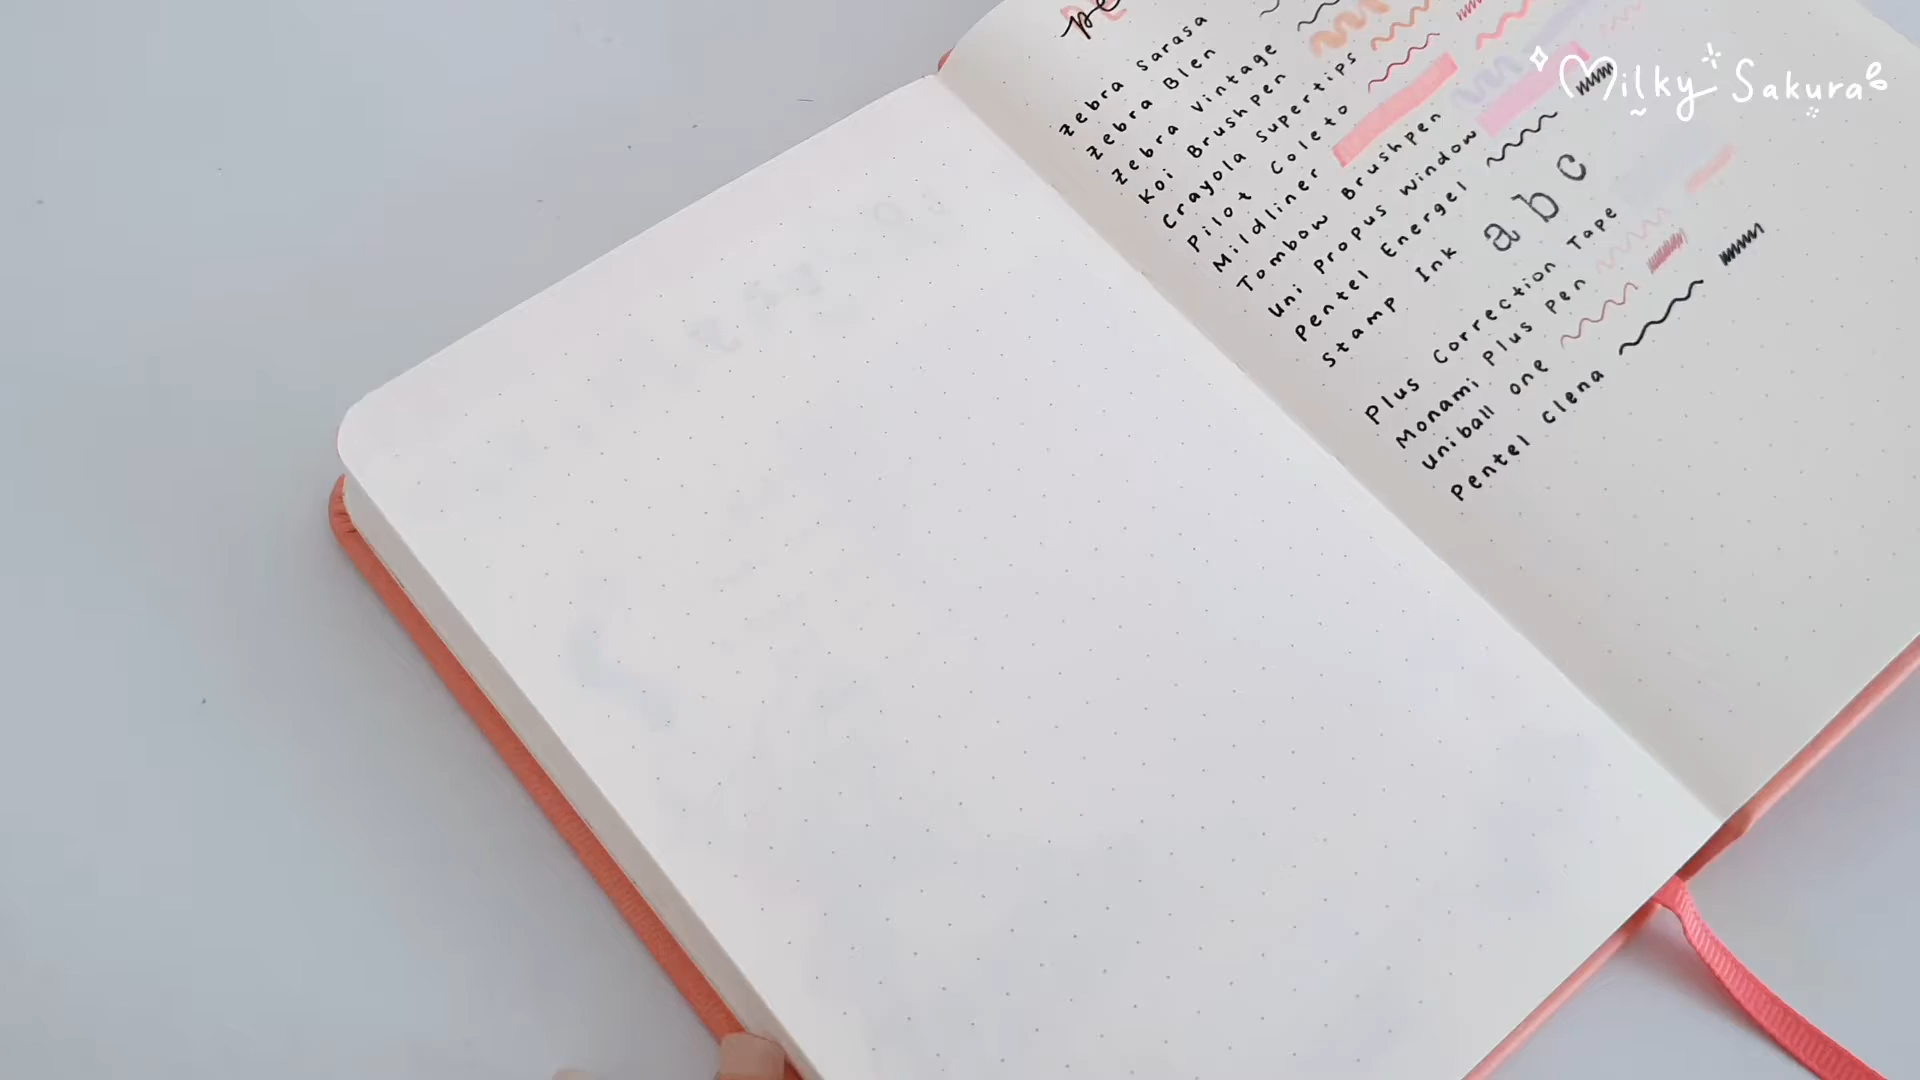 Milky Sakura
Zebra Sarasa
Zebra Blen
Zebra Vintage
Koi Brushpen
Crayola Supertips
Pilot Coleto
Mildliner
Tombow Brushpen
Uni Propus Window
Pentel Energel
Stamp Ink abc
Plus Correction Tape
Monami Plus Pen
Uniball one
Pentel Clena